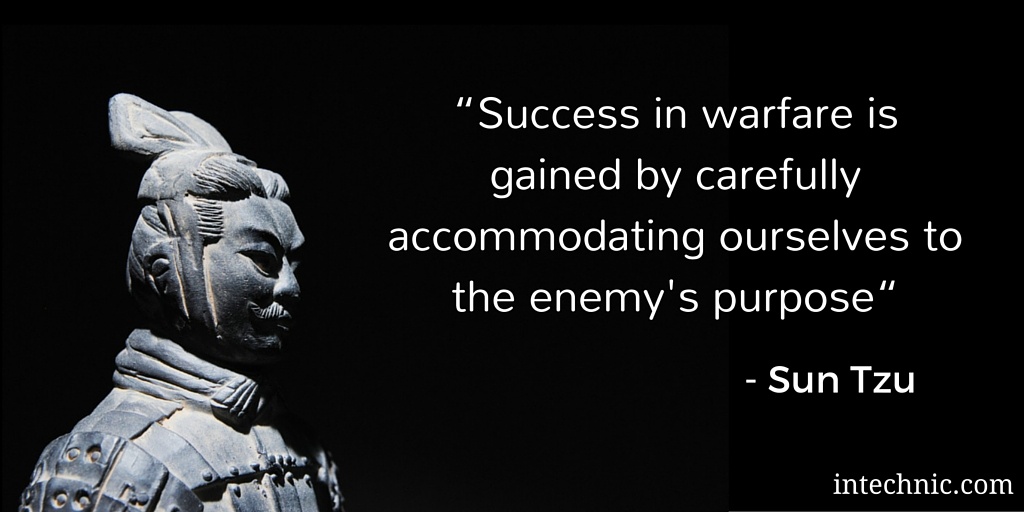 “Success in warfare is
gained by carefully
accommodating ourselves to
the enemy's purpose“
- Sun Tzu
intechnic.com